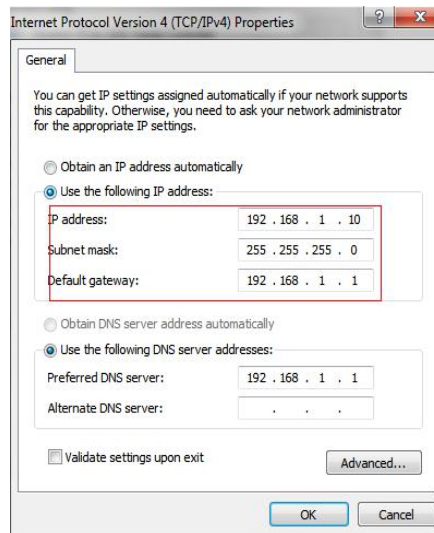 Internet Protocol Version 4 (TCP/IPv4) Properties
General
You can get IP settings assigned automatically if your network supports
this capability. Otherwise, you need to ask your network administrator
for the appropriate IP settings.
Obtain an IP address automatically
Use the following IP address:
IP address: 192 . 168 . 1 . 10
Subnet mask: 255 . 255 . 255 . 0
Default gateway: 192 . 168 . 1 . 1
Obtain DNS server address automatically
Use the following DNS server addresses:
Preferred DNS server: 192 . 168 . 1 . 1
Alternate DNS server: . . .
Validate settings upon exit
Advanced...
OK Cancel